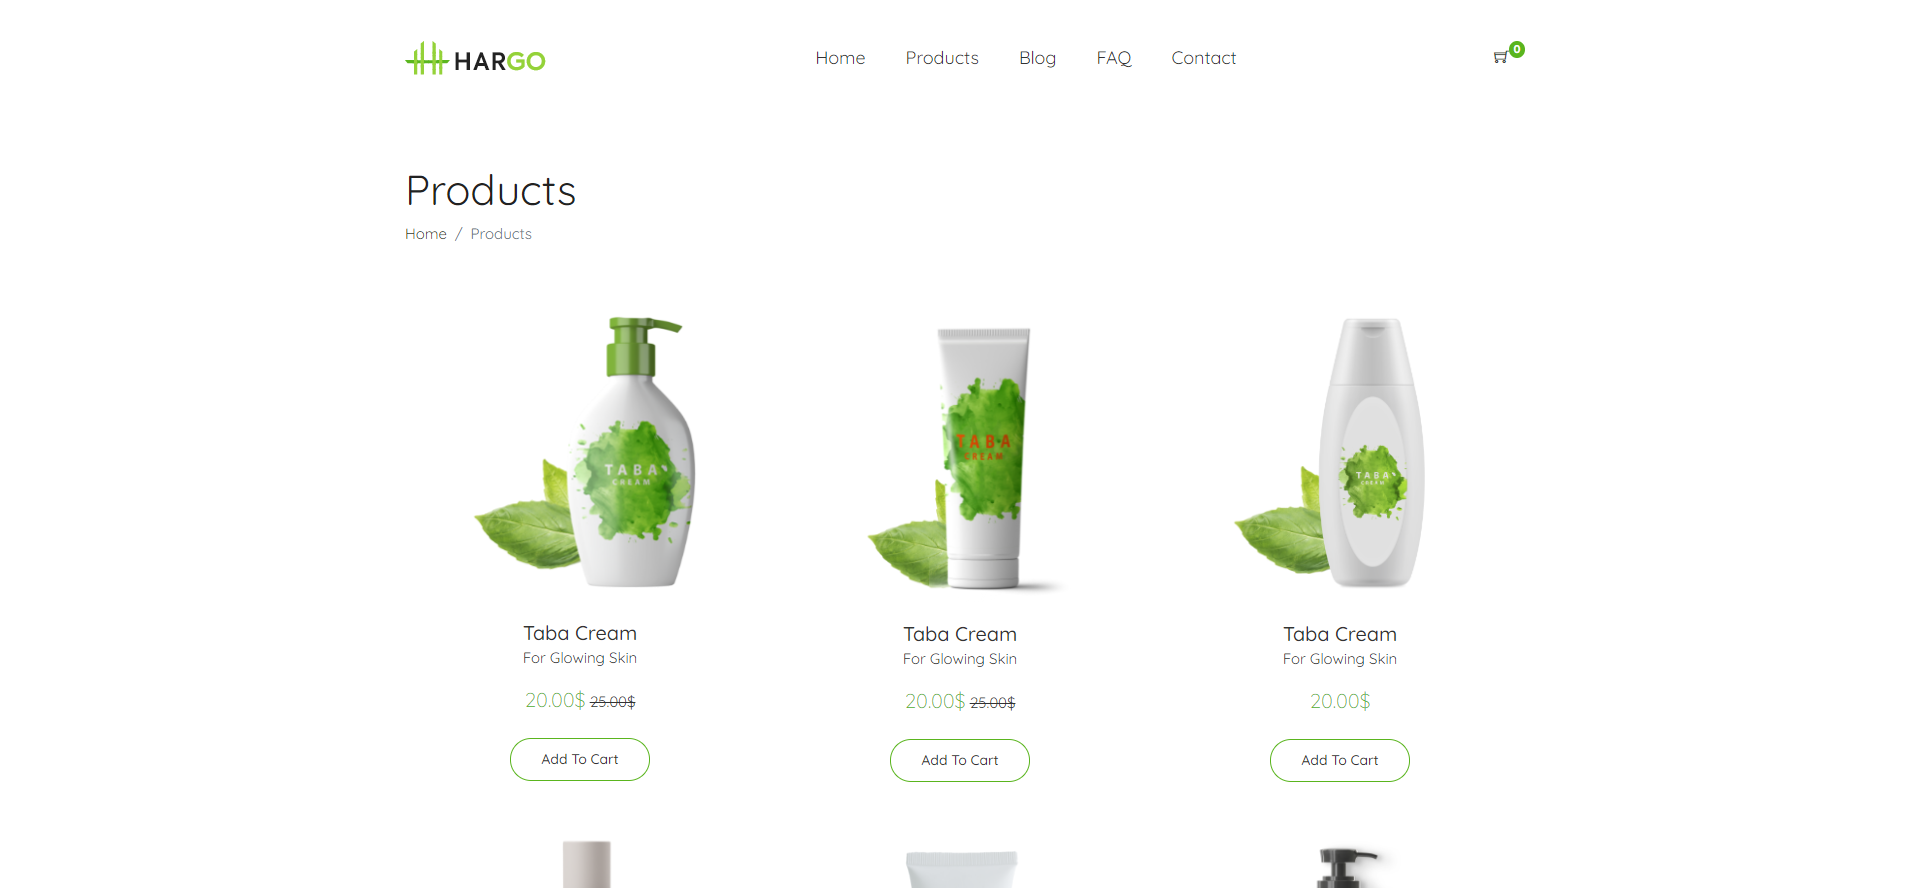 HARGO
Home Products Blog FAQ Contact
0
Products
Home / Products
TABA
CREAM
TABA
CREAM
TABA
CREAM
Taba Cream
For Glowing Skin
20.00$ 25.00$
Add To Cart
Taba Cream
For Glowing Skin
20.00$ 25.00$
Add To Cart
Taba Cream
For Glowing Skin
20.00$
Add To Cart